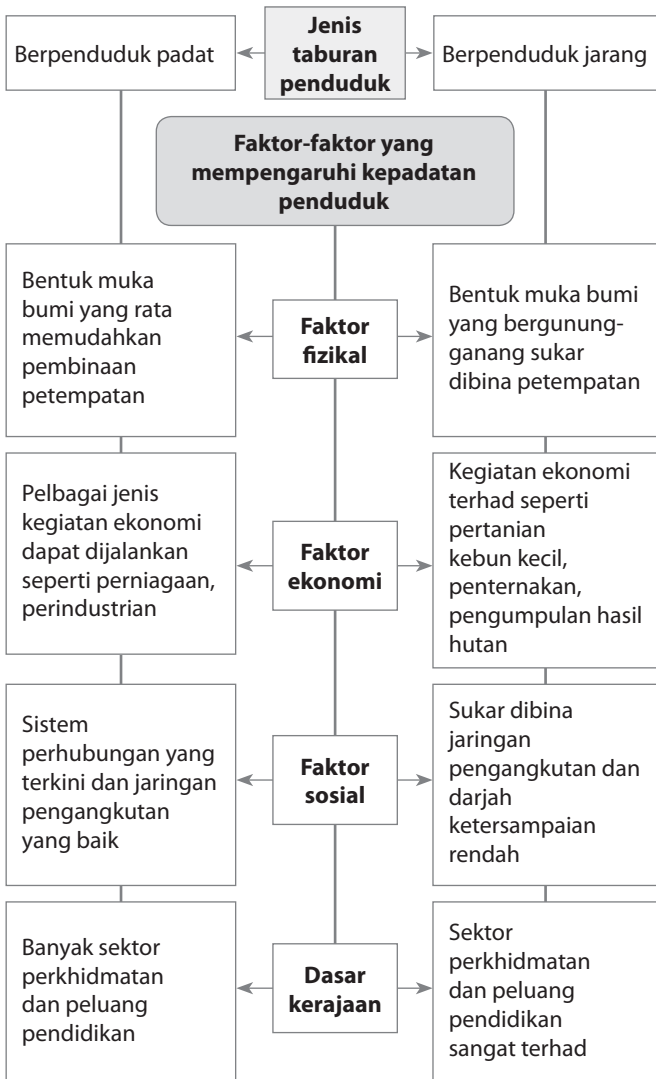 Jenis
taburan
penduduk
Berpenduduk padat
Berpenduduk jarang
Faktor-faktor yang
mempengaruhi kepadatan
penduduk
Bentuk muka
bumi yang rata
memudahkan
pembinaan
petempatan
Faktor
fizikal
Bentuk muka bumi
yang bergunung-
ganang sukar
dibina petempatan
Pelbagai jenis
kegiatan ekonomi
dapat dijalankan
seperti perniagaan,
perindustrian
Faktor
ekonomi
Kegiatan ekonomi
terhad seperti
pertanian
kebun kecil,
penternakan,
pengumpulan hasil
hutan
Sistem
perhubungan yang
terkini dan jaringan
pengangkutan
yang baik
Faktor
sosial
Sukar dibina
jaringan
pengangkutan dan
darjah
ketersampaian
rendah
Banyak sektor
perkhidmatan
dan peluang
pendidikan
Dasar
kerajaan
Sektor
perkhidmatan
dan peluang
pendidikan
sangat terhad